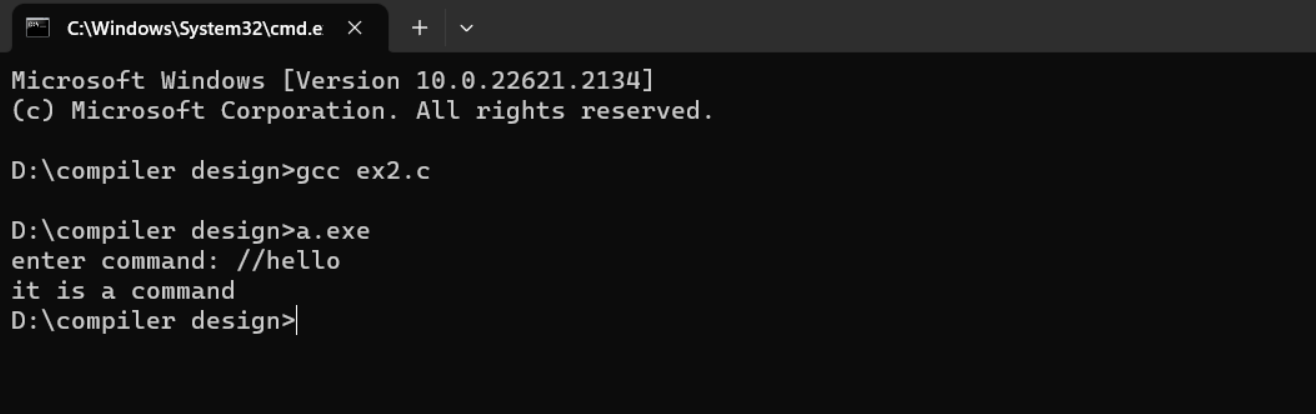 C:\Windows\System32\cmd.e
Microsoft Windows [Version 10.0.22621.2134]
(c) Microsoft Corporation. All rights reserved.
D:\compiler design>gcc ex2.c
D:\compiler design>a.exe
enter command: //hello
it is a command
D:\compiler design>